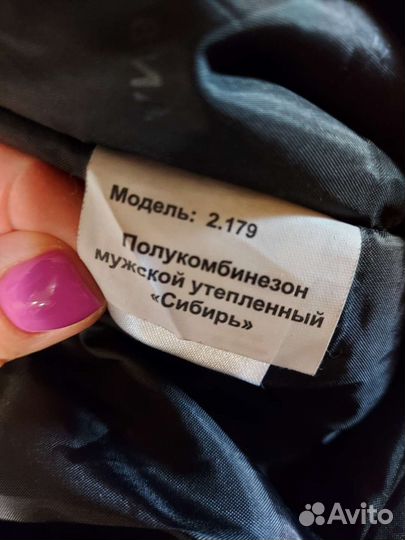 Модель: 2.179
Полукомбинезон
мужской утепленный
«Сибирь»
Avito